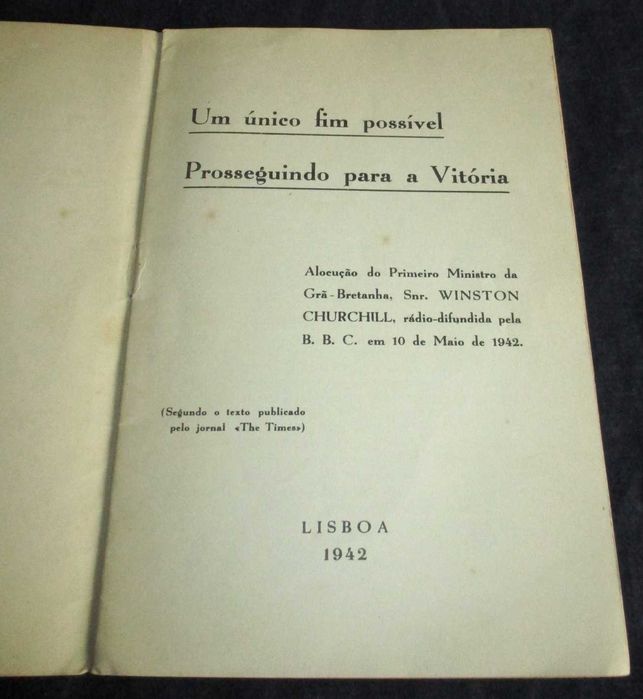 Um único fim possível
Prosseguindo para a Vitória
Alocução do Primeiro Ministro da
Grã-Bretanha, Snr. WINSTON
CHURCHILL, rádio-difundida pela
B. B. C. em 10 de Maio de 1942.
(Segundo o texto publicado
pelo jornal «The Times»)
LISBOA
1942